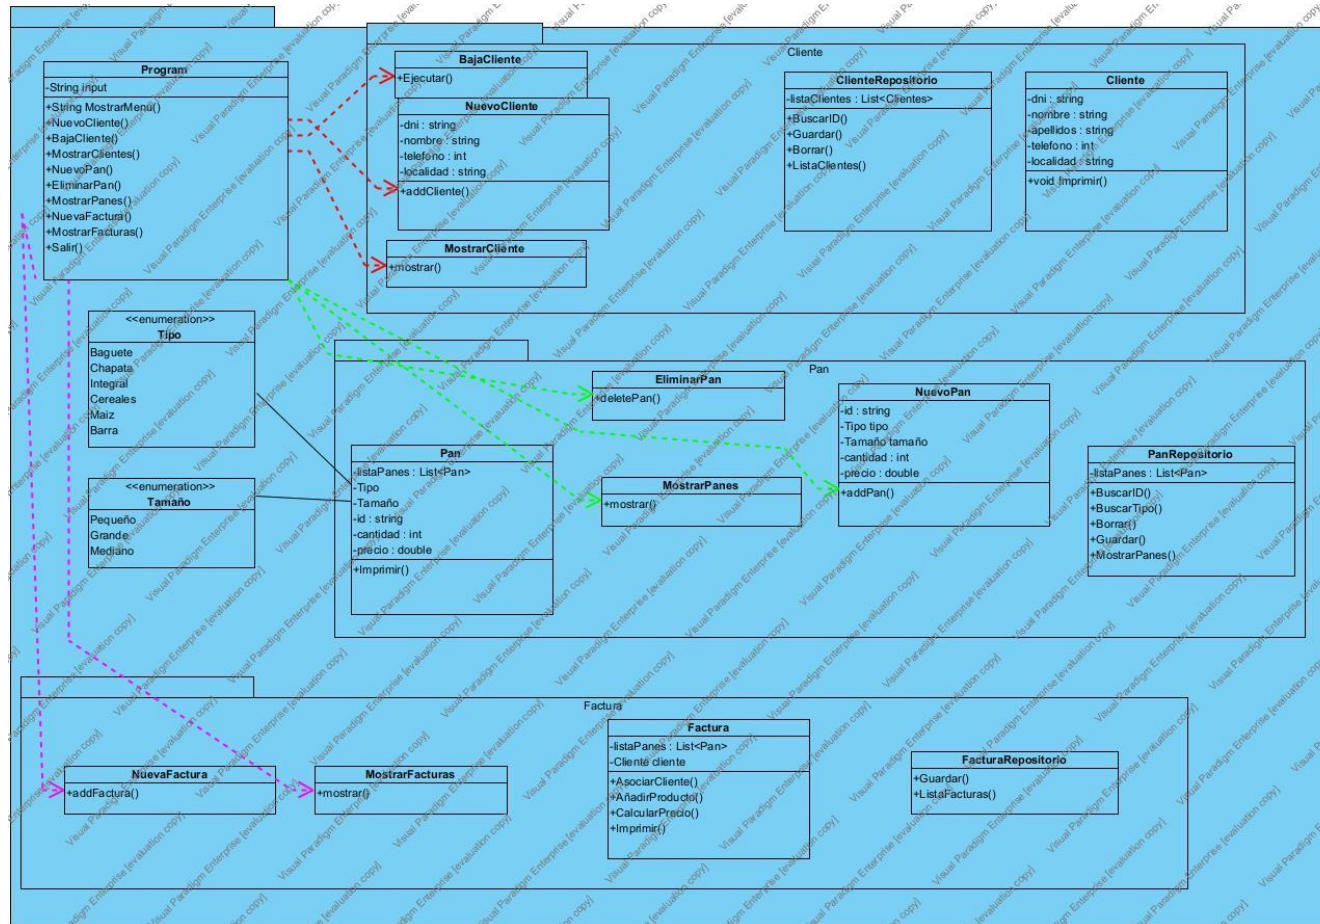 Program
-String input
+String MostrarMenu()
+NuevoCliente()
+BajaCliente()
+MostrarClientes()
+NuevoPan()
+EliminarPan()
+MostrarPanes()
+NuevaFactura()
+MostrarFacturas()
+Salir()
Cliente
BajaCliente
+Ejecutar()
NuevoCliente
-dni : string
-nombre : string
-telefono : int
-localidad : string
+addCliente()
MostrarCliente
+mostrar()
ClienteRepositorio
-listaClientes : List<Clientes>
+BuscarID()
+Guardar()
+Borrar()
+ListaClientes()
Cliente
-dni : string
-nombre : string
-apellidos : string
-telefono : int
-localidad : string
+void Imprimir()
<<enumeration>>
Tipo
Baguete
Chapata
Integral
Cereales
Maiz
Barra
<<enumeration>>
Tamaño
Pequeño
Grande
Mediano
Pan
Pan
-listaPanes : List<Pan>
-Tipo
-Tamaño
-id : string
-cantidad : int
-precio : double
+Imprimir()
EliminarPan
+deletePan()
MostrarPanes
+mostrar()
NuevoPan
-id : string
-Tipo tipo
-Tamaño tamaño
-cantidad : int
-precio : double
+addPan()
PanRepositorio
-listaPanes : List<Pan>
+BuscarID()
+BuscarTipo()
+Borrar()
+Guardar()
+MostrarPanes()
Factura
NuevaFactura
+addFactura()
MostrarFacturas
+mostrar()
Factura
-listaPanes : List<Pan>
-Cliente cliente
+AsociarCliente()
+AñadirProducto()
+CalcularPrecio()
+Imprimir()
FacturaRepositorio
+Guardar()
+ListaFacturas()
Visual Paradigm Enterprise [evaluation copy]